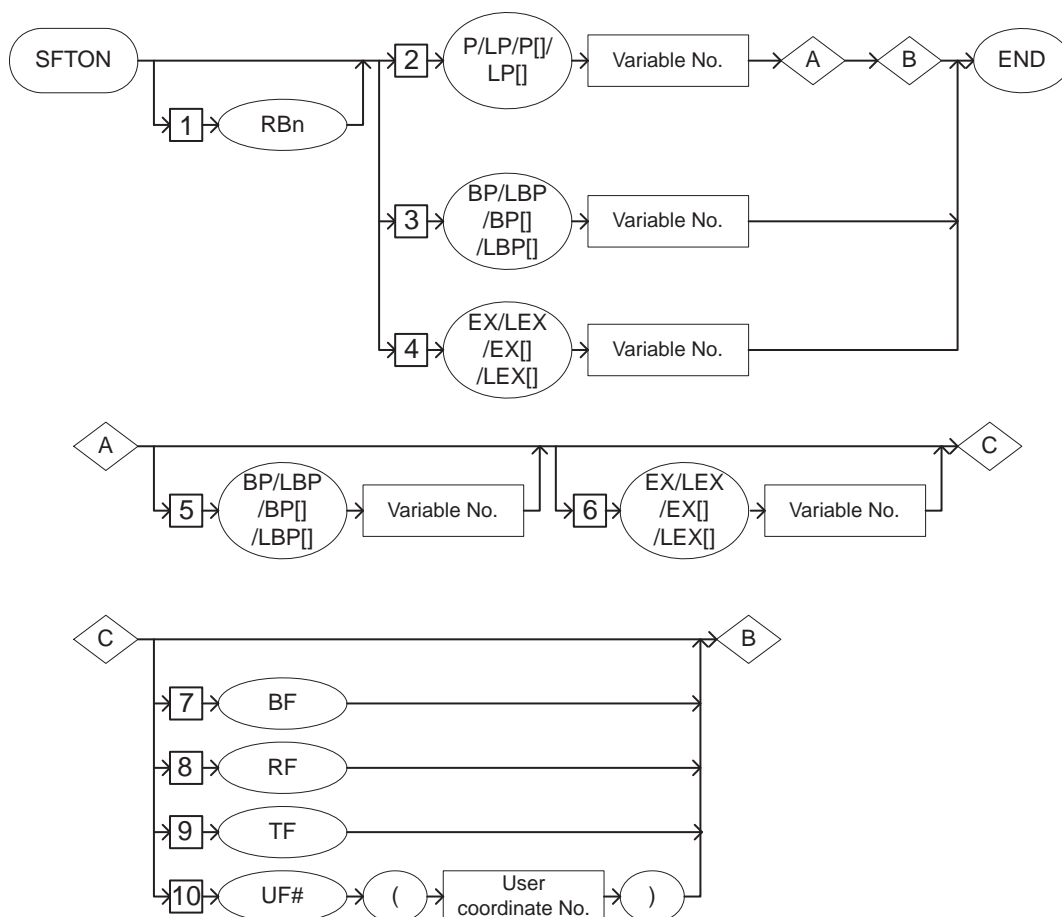 SFTON
2
P/LP/P[]/
LP[]
Variable No.
A
B
END
1
RBn
3
BP/LBP
/BP[]
/LBP[]
Variable No.
4
EX/LEX
/EX[]
/LEX[]
Variable No.
A
C
5
BP/LBP
/BP[]
/LBP[]
Variable No.
6
EX/LEX
/EX[]
/LEX[]
Variable No.
C
B
7
BF
8
RF
9
TF
10
UF#
(
User
coordinate No.
)